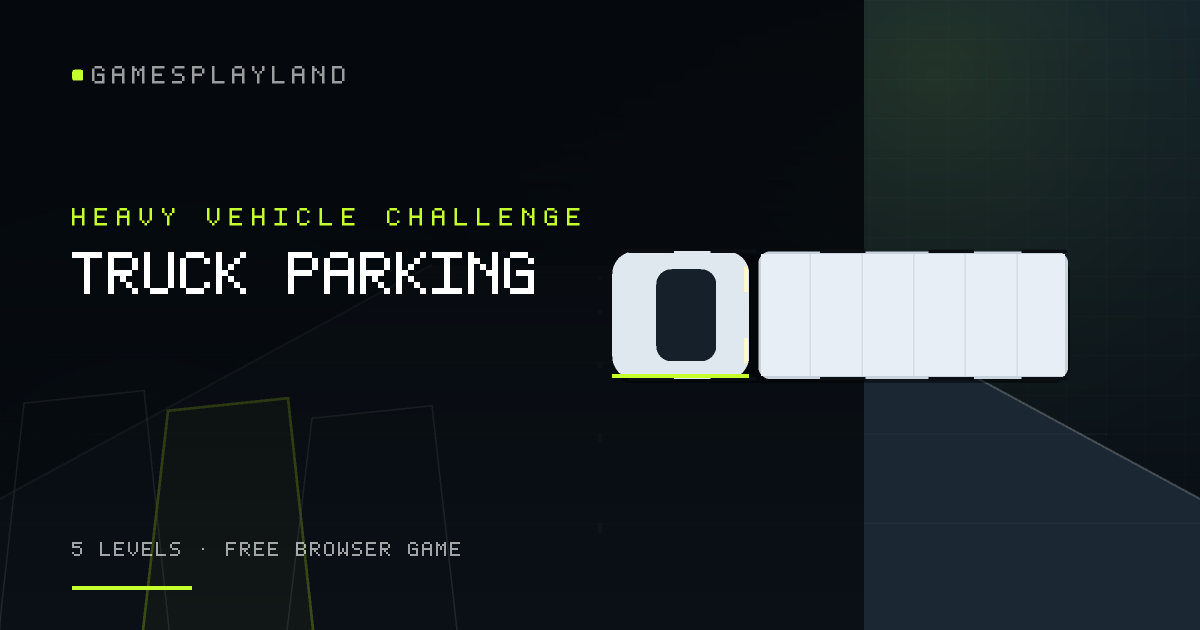 GAMESPLAYLAND
HEAVY VEHICLE CHALLENGE
TRUCK PARKING
5 LEVELS · FREE BROWSER GAME